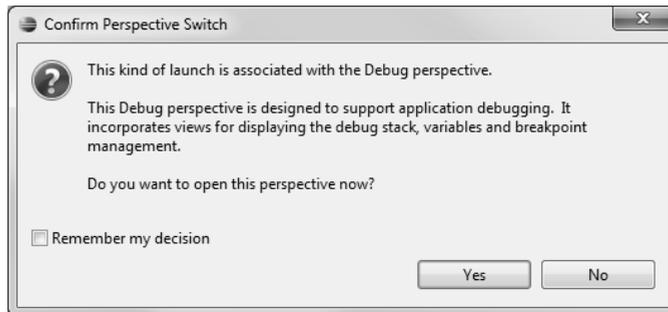 Confirm Perspective Switch
This kind of launch is associated with the Debug perspective.
This Debug perspective is designed to support application debugging. It
incorporates views for displaying the debug stack, variables and breakpoint
management.
Do you want to open this perspective now?
Remember my decision
Yes
No